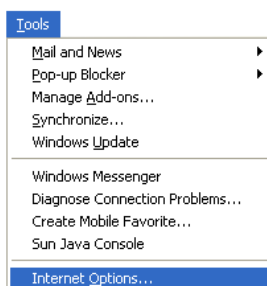 Tools
Mail and News
Pop-up Blocker
Manage Add-ons...
Synchronize...
Windows Update
Windows Messenger
Diagnose Connection Problems...
Create Mobile Favorite...
Sun Java Console
Internet Options...